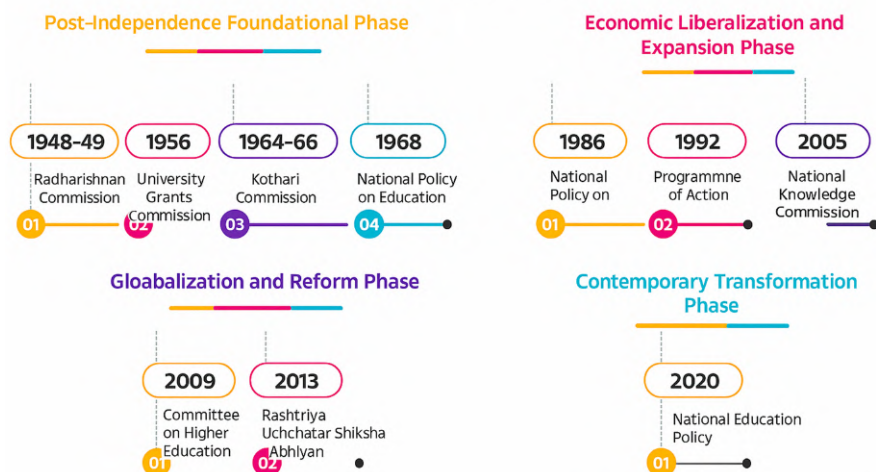 Post-Independence Foundational Phase
1948-49
Radharishnan
Commission
01
1956
University
Grants
Commission
02
1964-66
Kothari
Commission
03
1968
National Policy
on Education
04
Economic Liberalization and
Expansion Phase
1986
National
Policy on
01
1992
Programmne
of Action
02
2005
National
Knowledge
Commission
Gloabalization and Reform Phase
2009
Committee
on Higher
Education
01
2013
Rashtriya
Uchchatar Shiksha
Abhlyan
02
Contemporary Transformation
Phase
2020
National Education
Policy
01